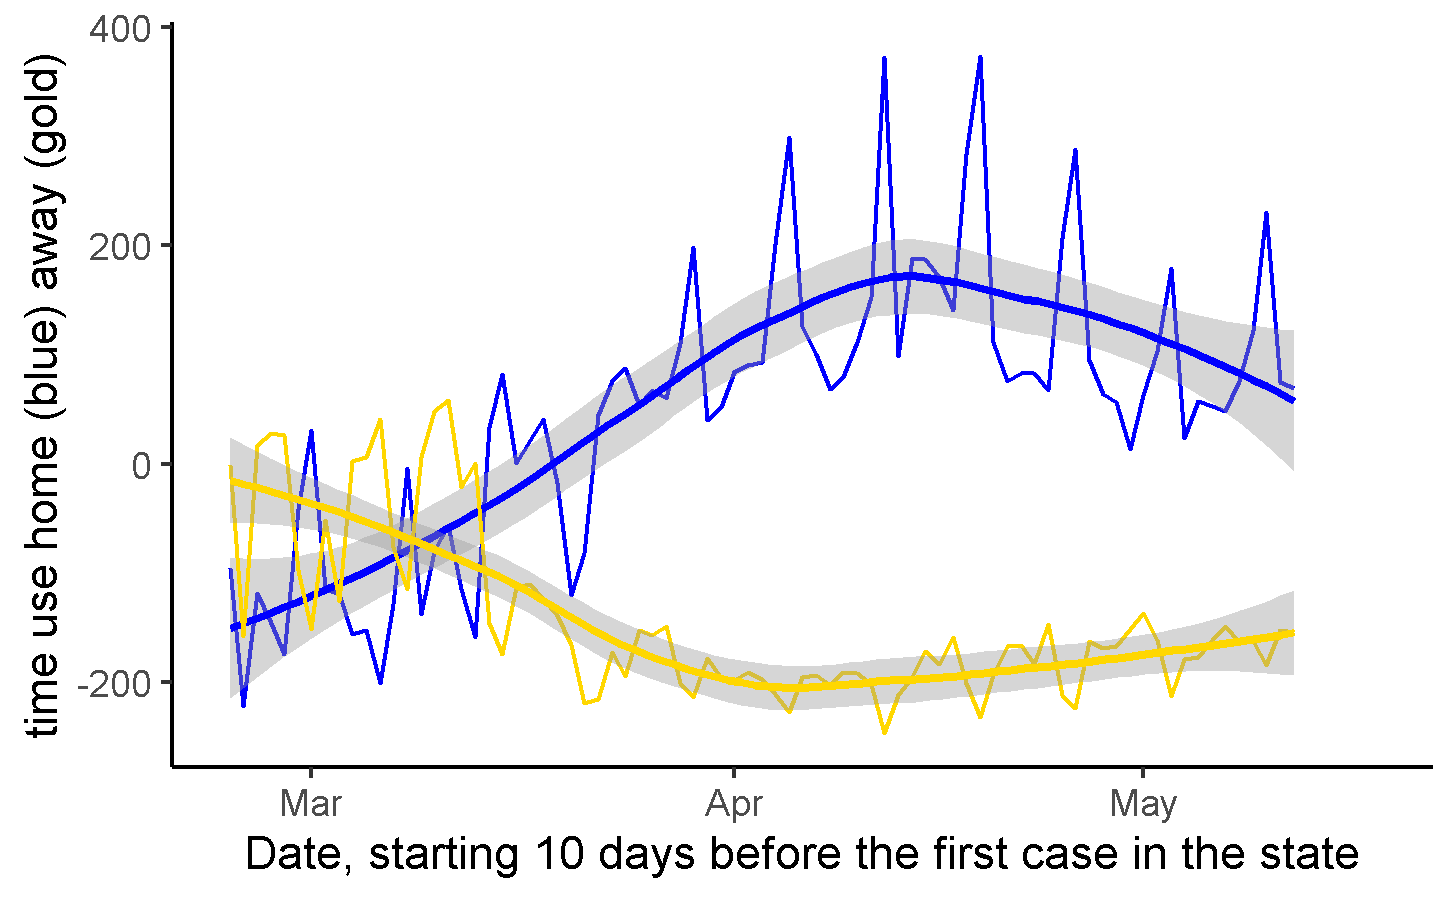 time use home (blue) away (gold)
400
200
0
-200
Mar
Apr
May
Date, starting 10 days before the first case in the state